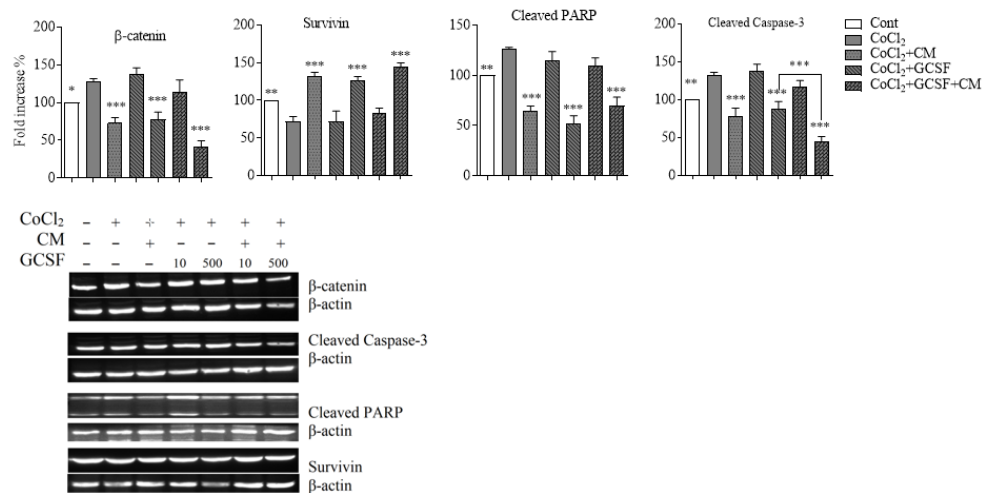 β-catenin
Fold increase %
200
150
100
50
0
*
***
***
***
Survivin
200
150
100
50
0
**
***
***
***
Cleaved PARP
150
100
50
0
**
***
***
***
Cleaved Caspase-3
200
150
100
50
0
**
***
***
***
***
Cont
CoCl₂
CoCl₂+CM
CoCl₂+GCSF
CoCl₂+GCSF+CM
CoCl₂ – + + + + + +
CM – – + – – + +
GCSF – – – 10 500 10 500
β-catenin
β-actin
Cleaved Caspase-3
β-actin
Cleaved PARP
β-actin
Survivin
β-actin